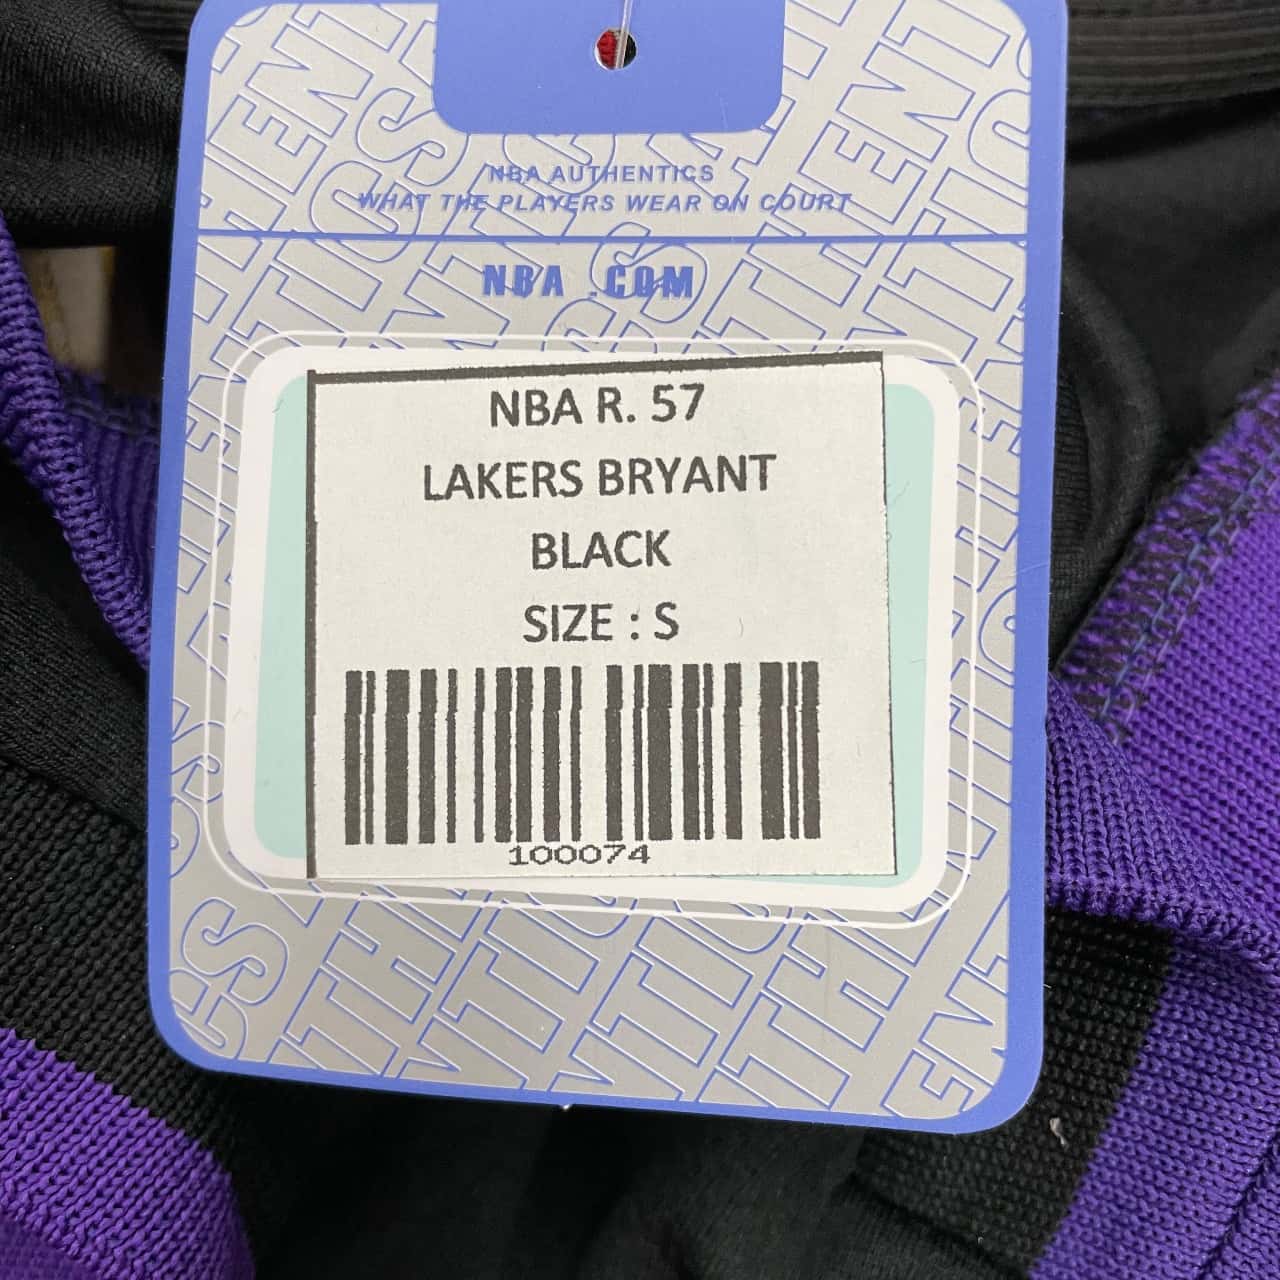 NBA AUTHENTICS
WHAT THE PLAYERS WEAR ON COURT
NBA .COM
NBA R. 57
LAKERS BRYANT
BLACK
SIZE : S
100074